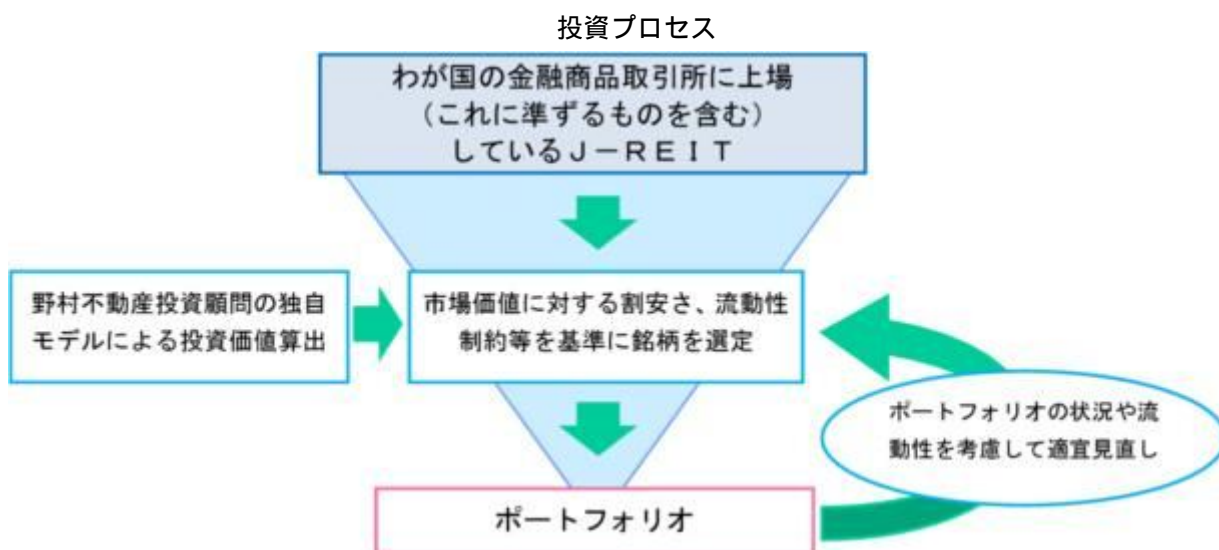 投資プロセス
わが国の金融商品取引所に上場
（これに準ずるものを含む）
しているＪ－ＲＥＩＴ
野村不動産投資顧問の独自
モデルによる投資価値算出
市場価値に対する割安さ、流動性
制約等を基準に銘柄を選定
ポートフォリオの状況や流
動性を考慮して適宜見直し
ポートフォリオ